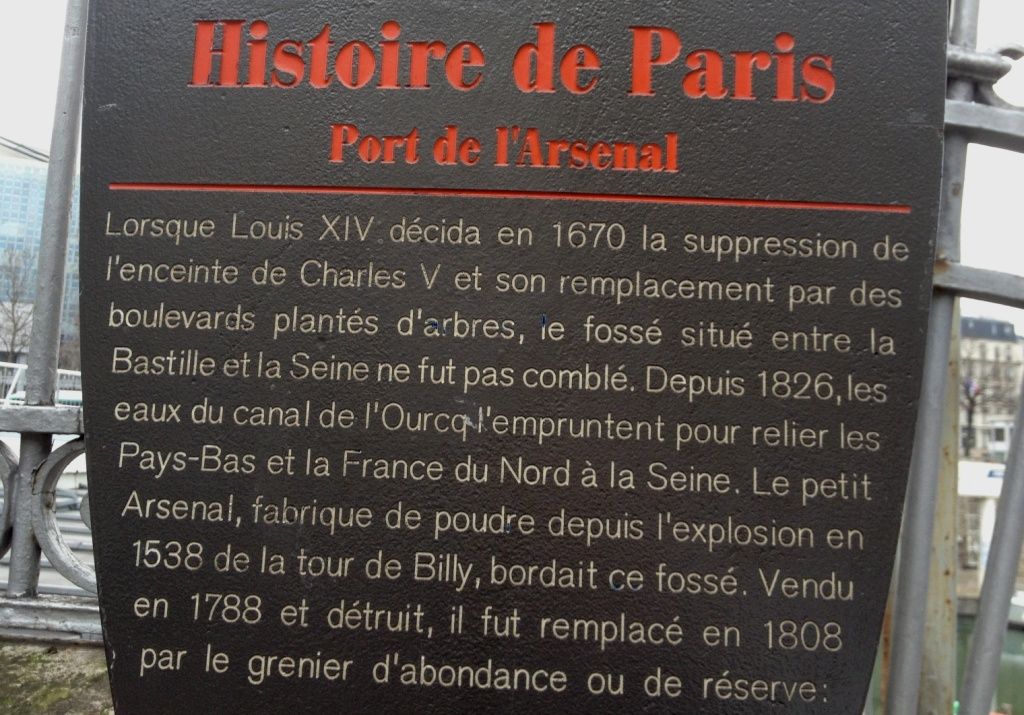 Histoire de Paris
Port de l'Arsenal
Lorsque Louis XIV décida en 1670 la suppression de
l'enceinte de Charles V et son remplacement par des
boulevards plantés d'arbres, le fossé situé entre la
Bastille et la Seine ne fut pas comblé. Depuis 1826, les
eaux du canal de l'Ourcq l'empruntent pour relier les
Pays-Bas et la France du Nord à la Seine. Le petit
Arsenal, fabrique de poudre depuis l'explosion en
1538 de la tour de Billy, bordait ce fossé. Vendu
en 1788 et détruit, il fut remplacé en 1808
par le grenier d'abondance ou de réserve: